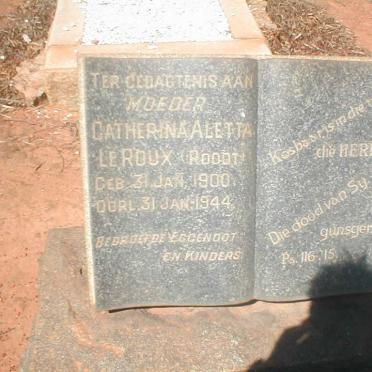 TER GEDAGTENIS AAN
MOEDER
CATHERINA ALETTA
LE ROUX (ROODT)
GEB. 31 JAN. 1900.
OORL. 31 JAN. 1944.
BEDROEFDE EGGENOOT
EN KINDERS.
Kosbaar is in die
die HERE
Die dood van Sy
gunsgen
Ps. 116:15